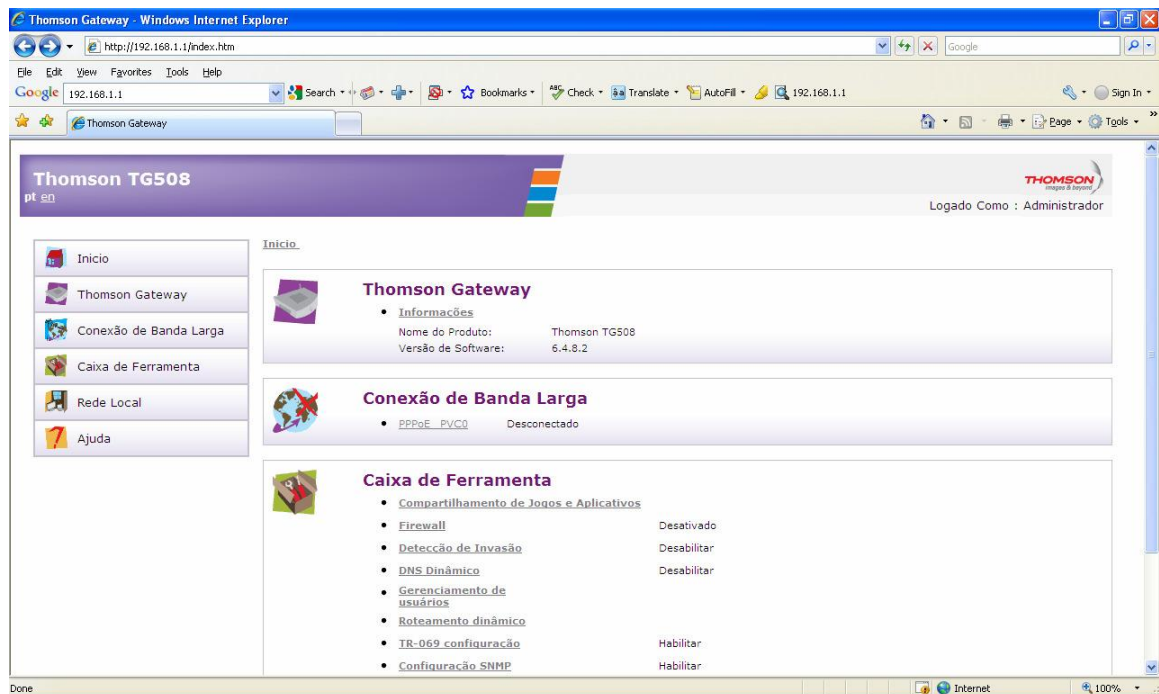 Thomson Gateway - Windows Internet Explorer
http://192.168.1.1/index.htm
Google
File Edit View Favorites Tools Help
Google 192.168.1.1 Search Bookmarks Check Translate AutoFill 192.168.1.1 Sign In
Thomson Gateway Page Tools
Thomson TG508
pt en
THOMSON
images & beyond
Logado Como : Administrador
Inicio
Thomson Gateway
Conexão de Banda Larga
Caixa de Ferramenta
Rede Local
Ajuda
Inicio
Thomson Gateway
Informacões
Nome do Produto: Thomson TG508
Versão de Software: 6.4.8.2
Conexão de Banda Larga
PPPoE_PVC0 Desconectado
Caixa de Ferramenta
Compartilhamento de Jogos e Aplicativos
Firewall Desativado
Detecção de Invasão Desabilitar
DNS Dinâmico Desabilitar
Gerenciamento de
usuários
Roteamento dinâmico
TR-069 configuração Habilitar
Configuração SNMP Habilitar
Done Internet 100%